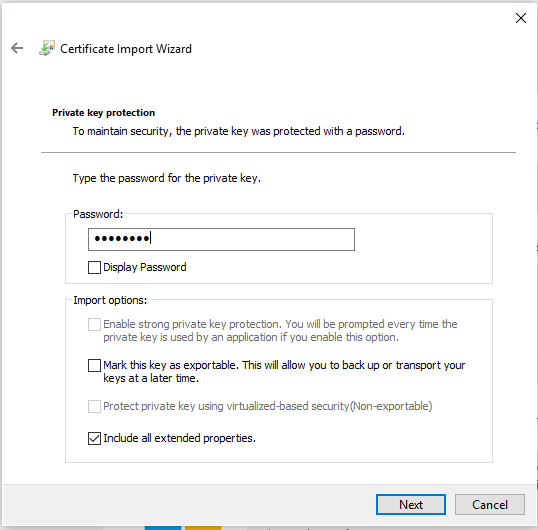 Certificate Import Wizard
Private key protection
To maintain security, the private key was protected with a password.
Type the password for the private key.
Password:
●●●●●●●●
Display Password
Import options:
Enable strong private key protection. You will be prompted every time the
private key is used by an application if you enable this option.
Mark this key as exportable. This will allow you to back up or transport your
keys at a later time.
Protect private key using virtualized-based security(Non-exportable)
Include all extended properties.
Next
Cancel